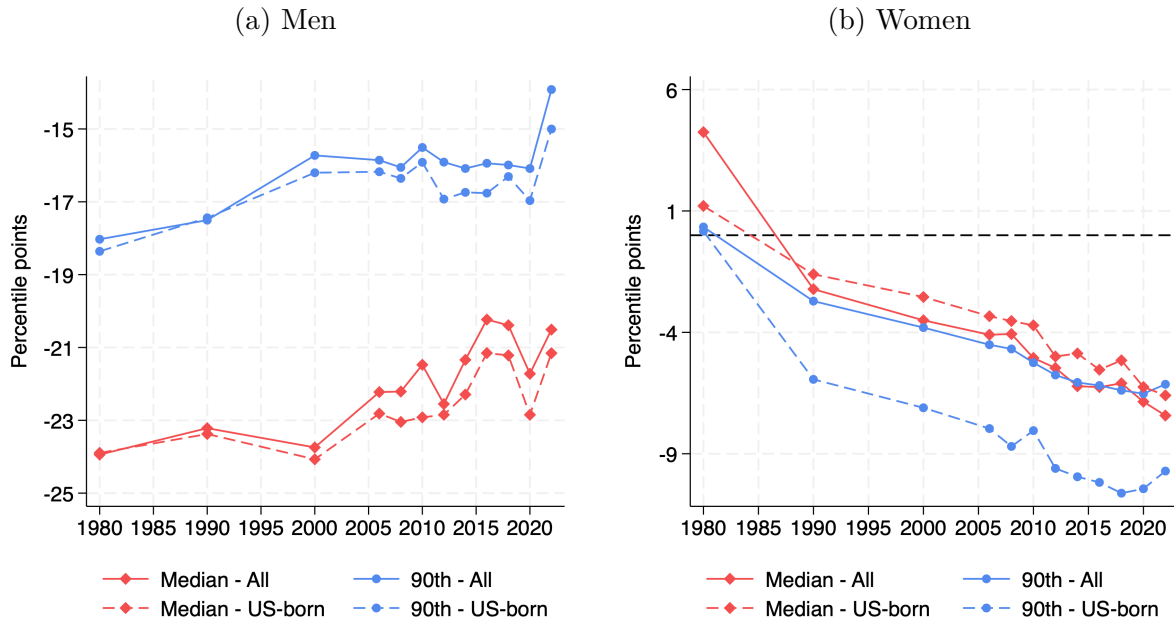 (a) Men
Percentile points
-15
-17
-19
-21
-23
-25
1980 1985 1990 1995 2000 2005 2010 2015 2020
Median - All
90th - All
Median - US-born
90th - US-born
(b) Women
Percentile points
6
1
-4
-9
1980 1985 1990 1995 2000 2005 2010 2015 2020
Median - All
90th - All
Median - US-born
90th - US-born